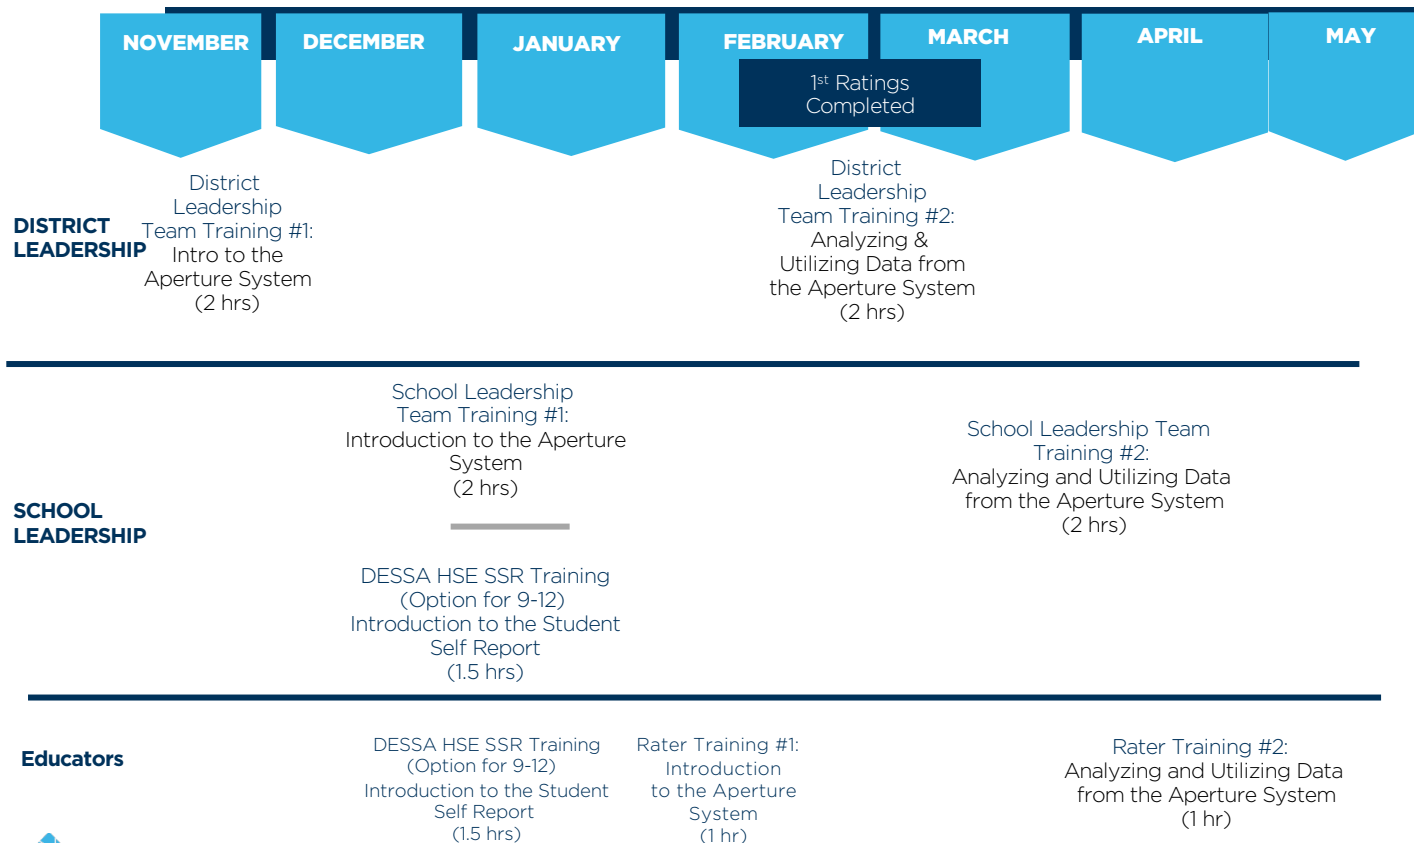 NOVEMBER
DECEMBER
JANUARY
FEBRUARY
MARCH
APRIL
MAY
1st Ratings
Completed
DISTRICT
LEADERSHIP
District
Leadership
Team Training #1:
Intro to the
Aperture System
(2 hrs)
District
Leadership
Team Training #2:
Analyzing &
Utilizing Data from
the Aperture System
(2 hrs)
SCHOOL
LEADERSHIP
School Leadership
Team Training #1:
Introduction to the Aperture
System
(2 hrs)
DESSA HSE SSR Training
(Option for 9-12)
Introduction to the Student
Self Report
(1.5 hrs)
School Leadership Team
Training #2:
Analyzing and Utilizing Data
from the Aperture System
(2 hrs)
Educators
DESSA HSE SSR Training
(Option for 9-12)
Introduction to the Student
Self Report
(1.5 hrs)
Rater Training #1:
Introduction
to the Aperture
System
(1 hr)
Rater Training #2:
Analyzing and Utilizing Data
from the Aperture System
(1 hr)